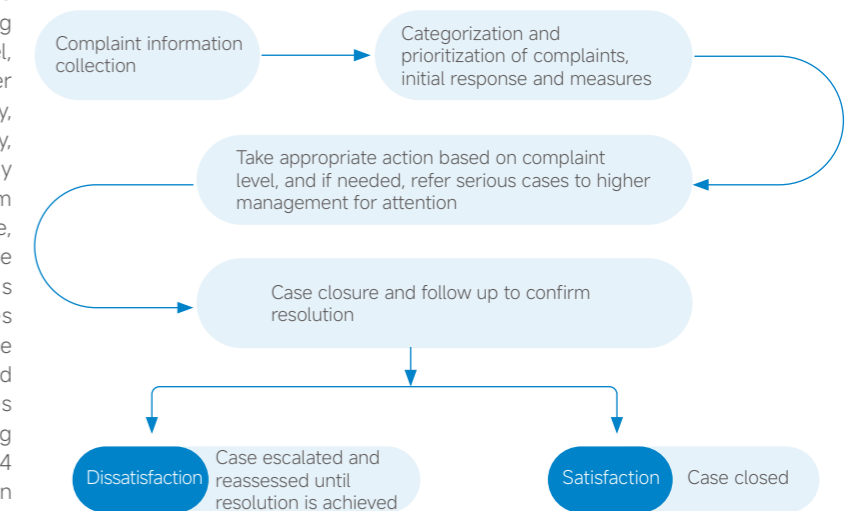 Complaint information
collection
Categorization and
prioritization of complaints,
initial response and measures
Take appropriate action based on complaint
level, and if needed, refer serious cases to higher
management for attention
Case closure and follow up to confirm
resolution
Dissatisfaction
Case escalated and
reassessed until
resolution is achieved
Satisfaction
Case closed